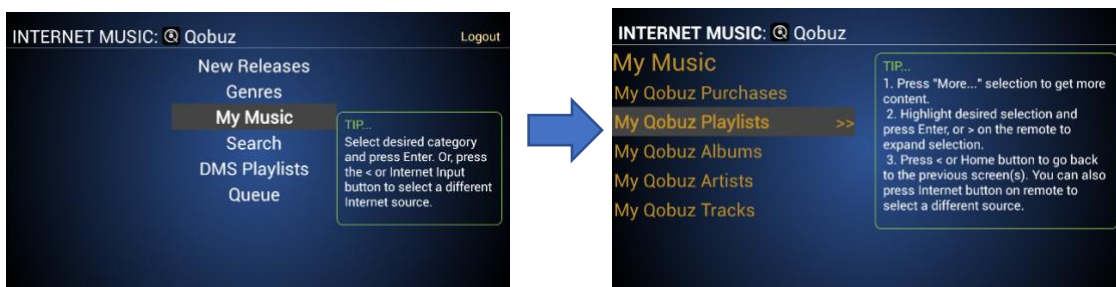 INTERNET MUSIC: Qobuz
Logout
New Releases
Genres
My Music
Search
DMS Playlists
Queue
TIP...
Select desired category
and press Enter. Or, press
the < or Internet Input
button to select a different
Internet source.
INTERNET MUSIC: Qobuz
My Music
My Qobuz Purchases
My Qobuz Playlists >>
My Qobuz Albums
My Qobuz Artists
My Qobuz Tracks
TIP...
1. Press "More..." selection to get more
content.
2. Highlight desired selection and
press Enter, or > on the remote to
expand selection.
3. Press < or Home button to go back
to the previous screen(s). You can also
press Internet button on remote to
select a different source.